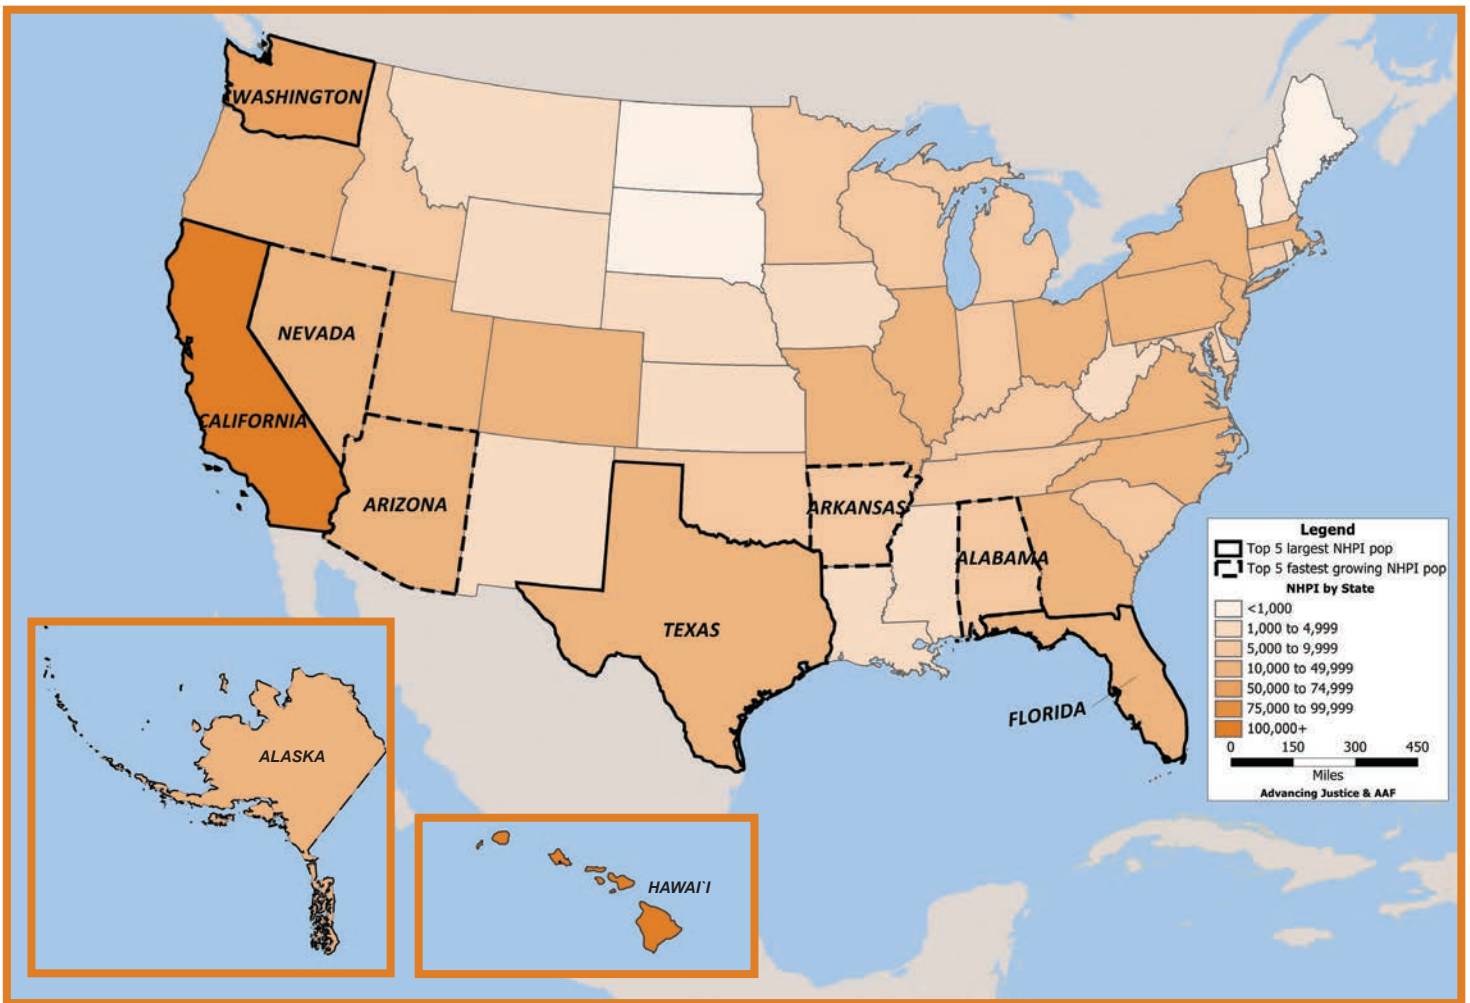 WASHINGTON
NEVADA
CALIFORNIA
ARIZONA
ARKANSAS
ALABAMA
TEXAS
FLORIDA
ALASKA
HAWAI`I
Legend
Top 5 largest NHPI pop
Top 5 fastest growing NHPI pop
NHPI by State
<1,000
1,000 to 4,999
5,000 to 9,999
10,000 to 49,999
50,000 to 74,999
75,000 to 99,999
100,000+
0 150 300 450
Miles
Advancing Justice & AAF